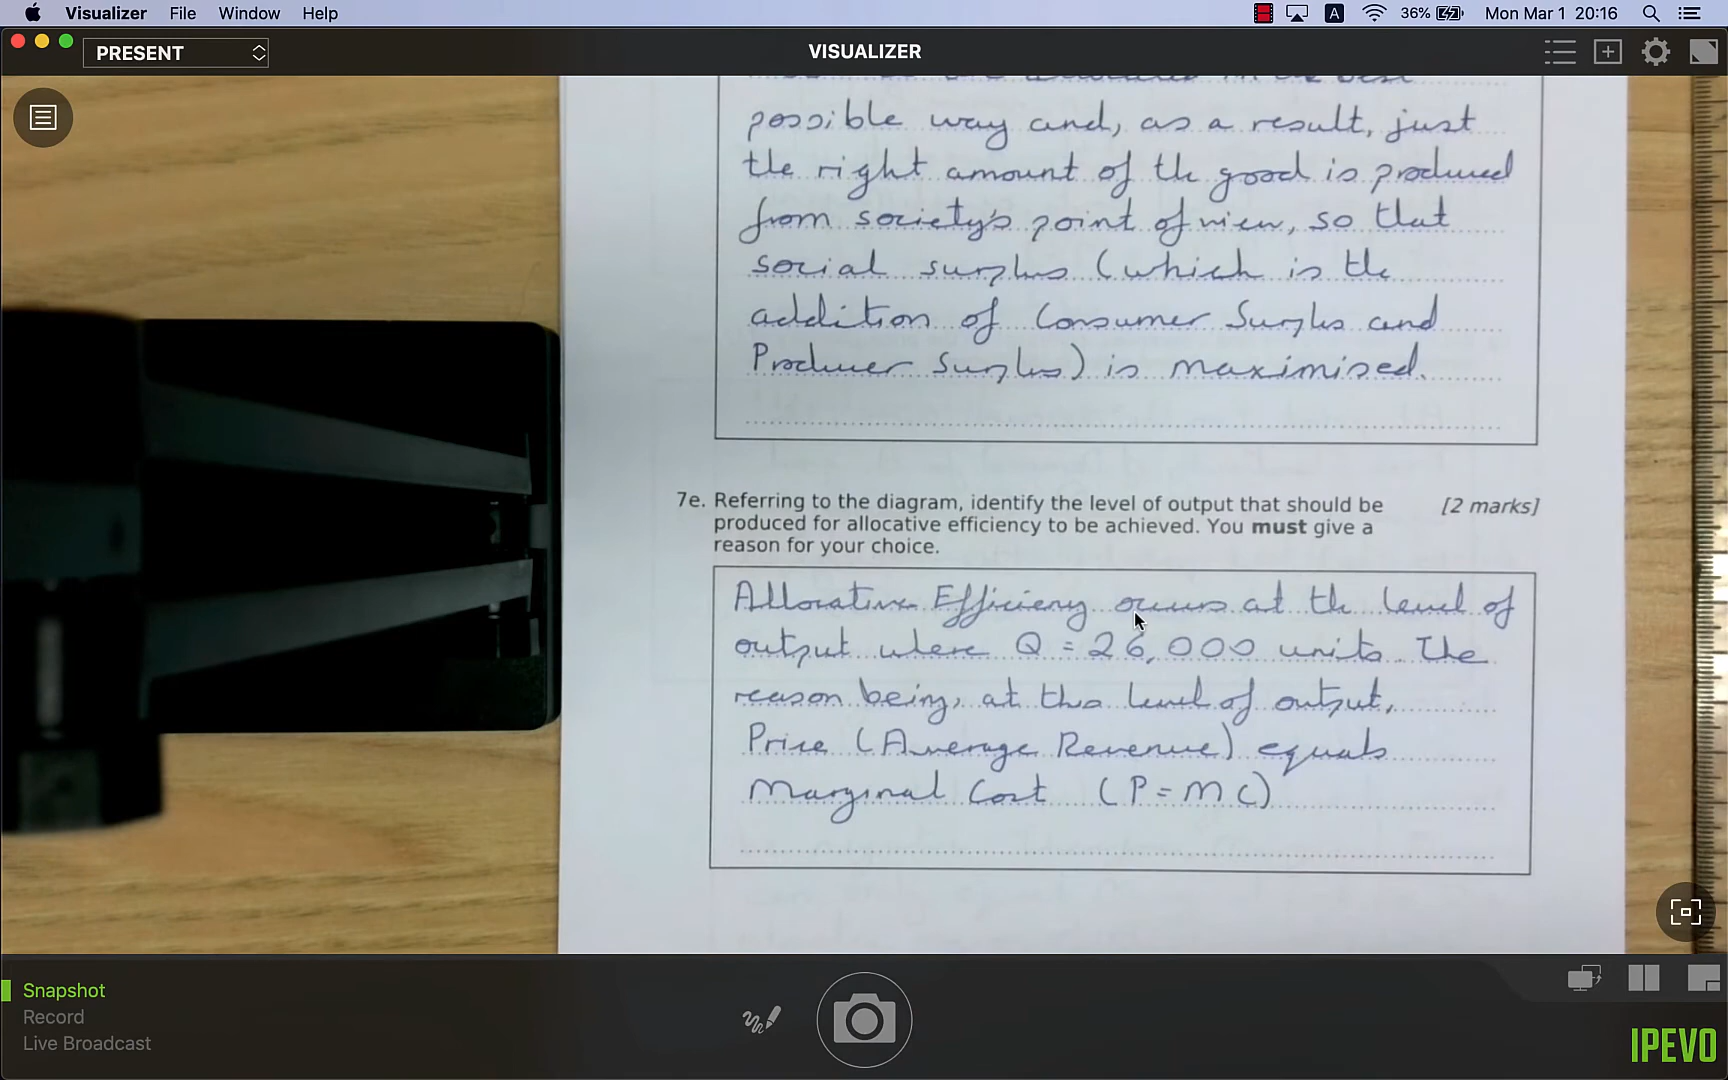 Visualizer File Window Help A 36% Mon Mar 1 20:16
PRESENT VISUALIZER
possible way and, as a result, just
the right amount of the good is produced
from society's point of view, so that
social surplus (which is the
addition of Consumer Surplus and
Producer Surplus) is maximised.
7e. Referring to the diagram, identify the level of output that should be [2 marks]
produced for allocative efficiency to be achieved. You must give a
reason for your choice.
Allocative Efficiency occurs at the level of
output where Q = 26,000 units. The
reason being, at this level of output,
Price (Average Revenue) equals
Marginal Cost (P = MC)
Snapshot
Record
Live Broadcast
IPEVO